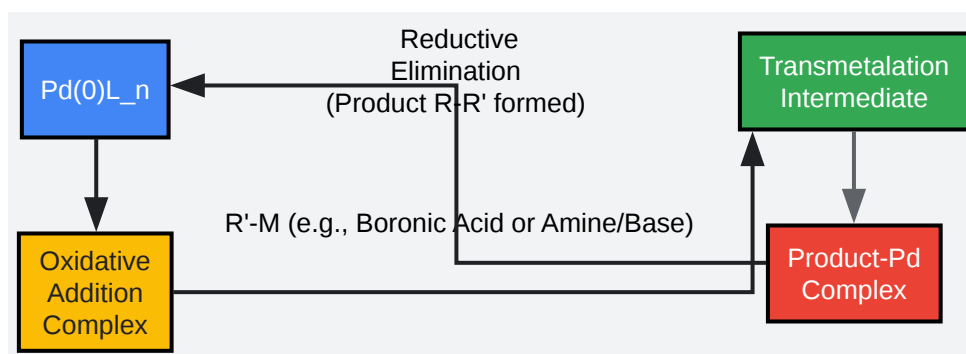 Pd(0)L_n
Reductive
Elimination
(Product R-R' formed)
Transmetalation
Intermediate
R'-M (e.g., Boronic Acid or Amine/Base)
Oxidative
Addition
Complex
Product-Pd
Complex